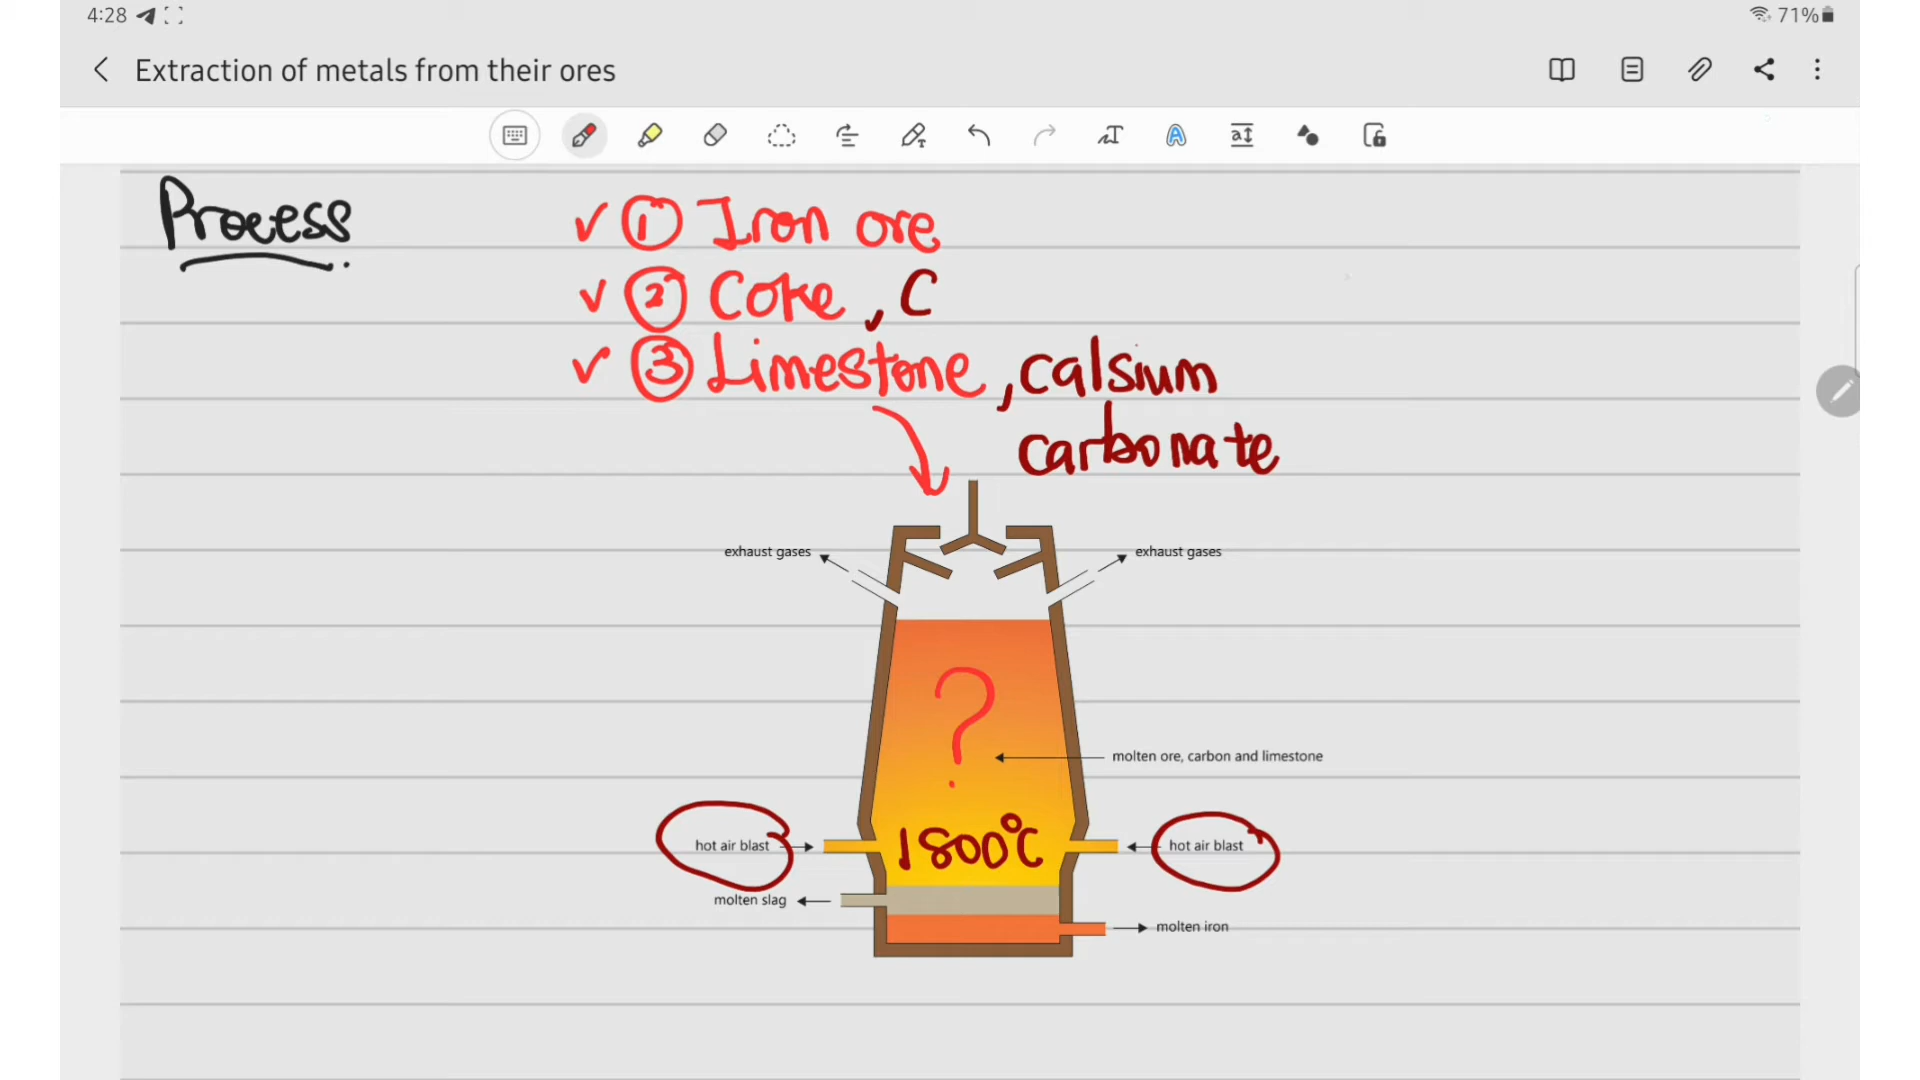 4:28
71%
Extraction of metals from their ores
Process
✓ ① Iron ore
✓ ② Coke, C
✓ ③ Limestone, calsium
carbonate
exhaust gases
exhaust gases
?
molten ore, carbon and limestone
hot air blast
1800°C
hot air blast
molten slag
molten iron